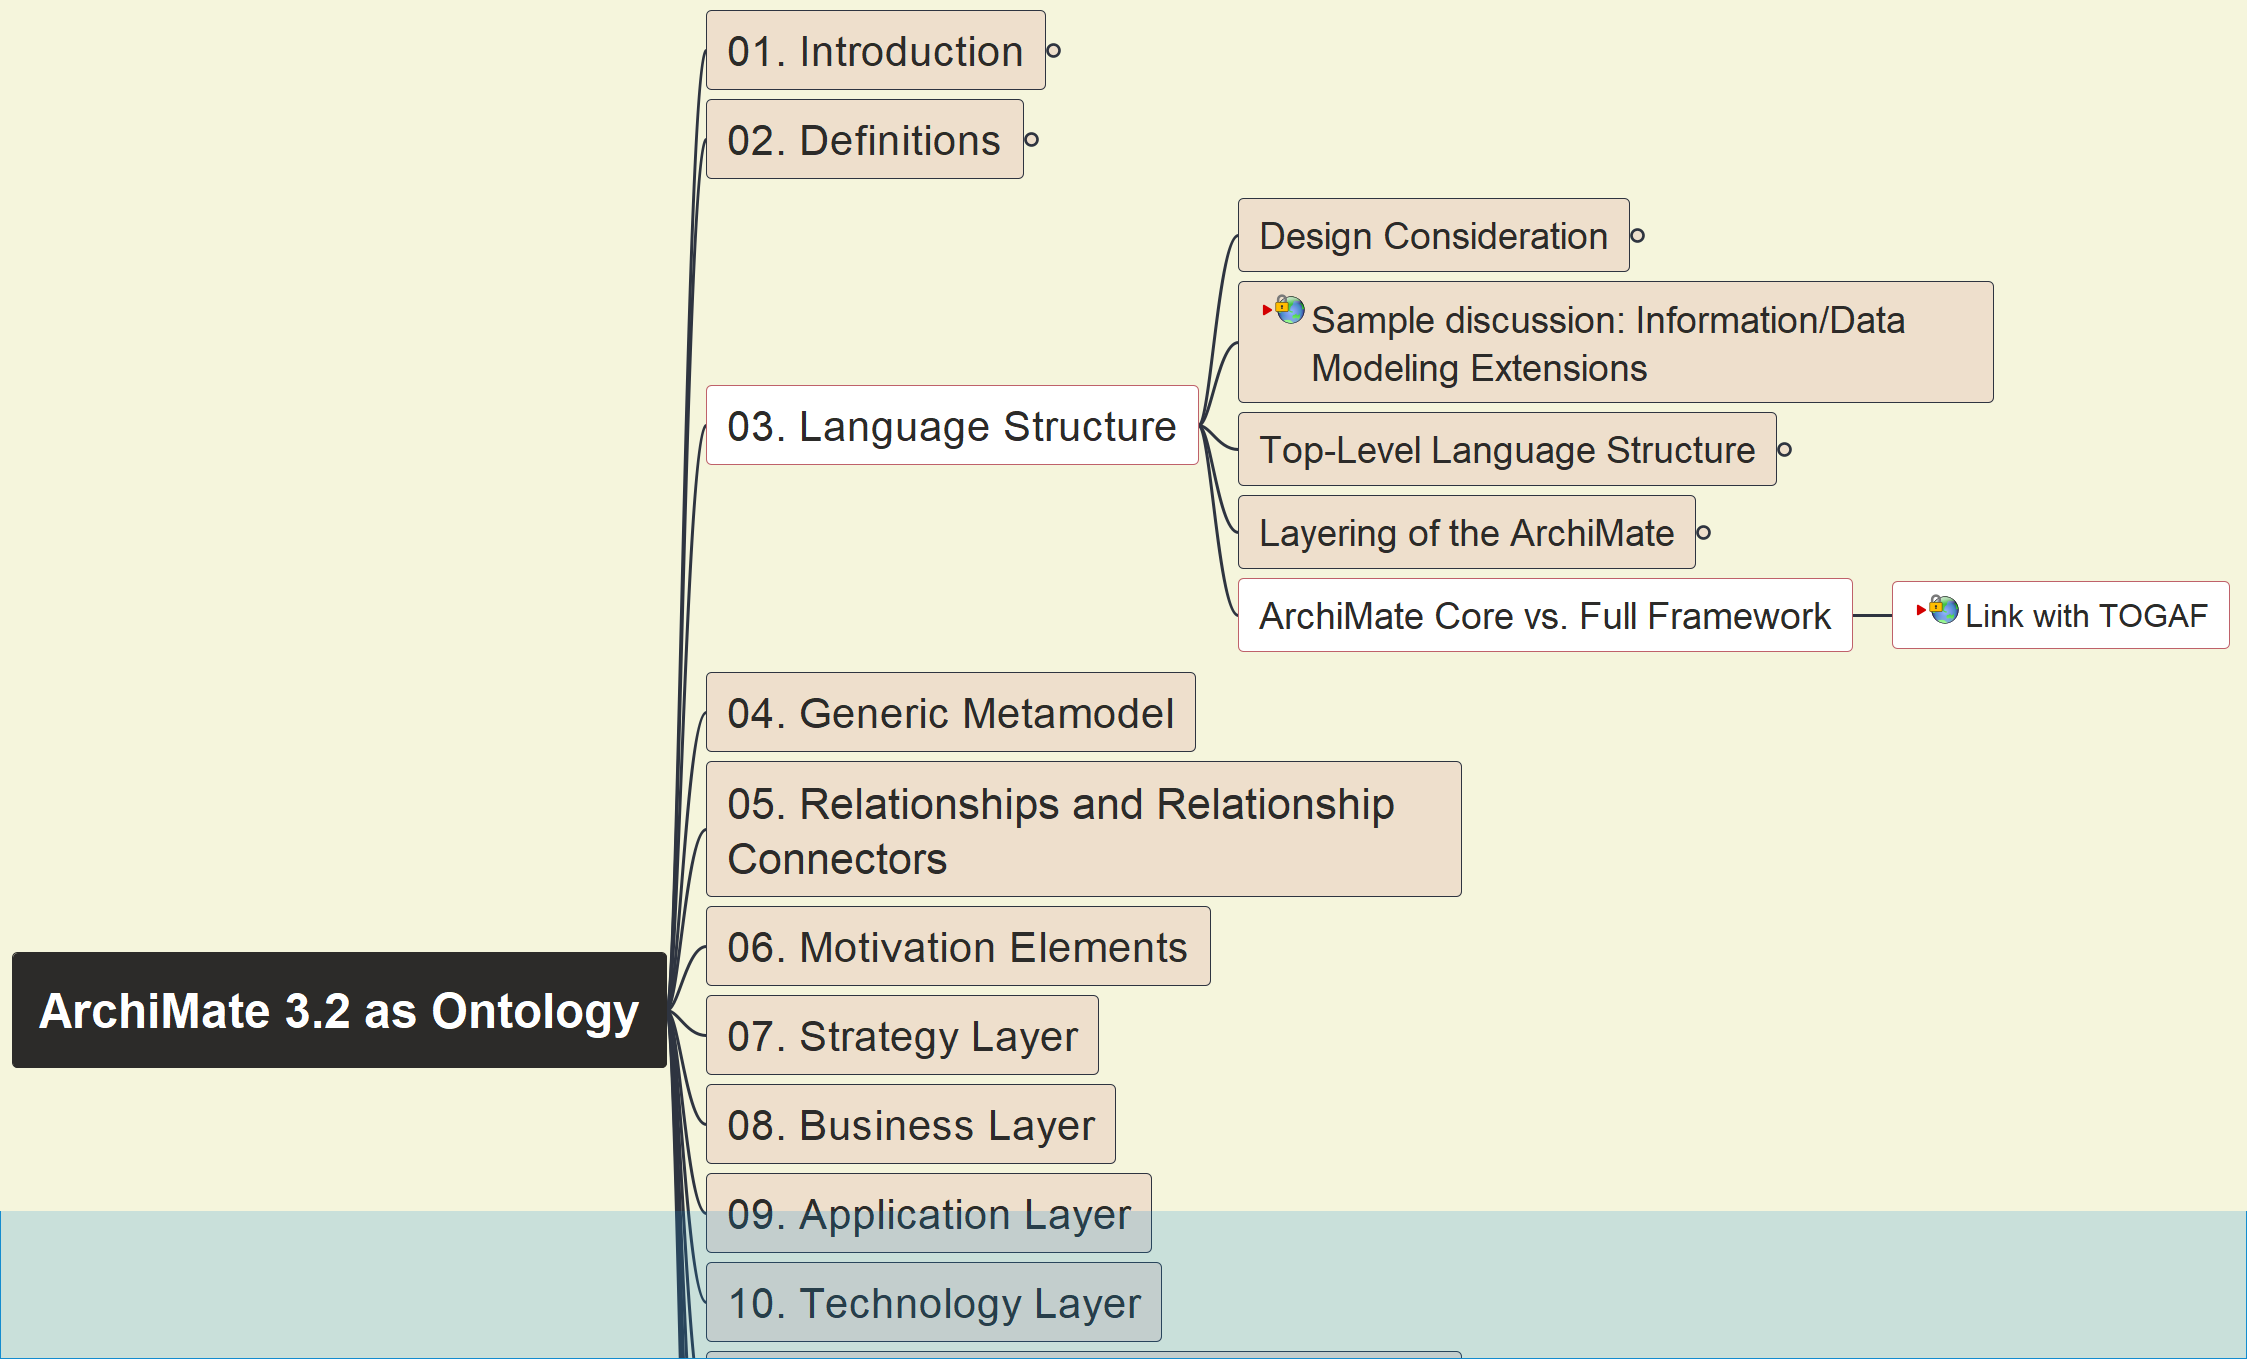 01. Introduction
02. Definitions
Design Consideration
Sample discussion: Information/Data
Modeling Extensions
03. Language Structure
Top-Level Language Structure
Layering of the ArchiMate
ArchiMate Core vs. Full Framework
Link with TOGAF
04. Generic Metamodel
05. Relationships and Relationship
Connectors
06. Motivation Elements
ArchiMate 3.2 as Ontology
07. Strategy Layer
08. Business Layer
09. Application Layer
10. Technology Layer